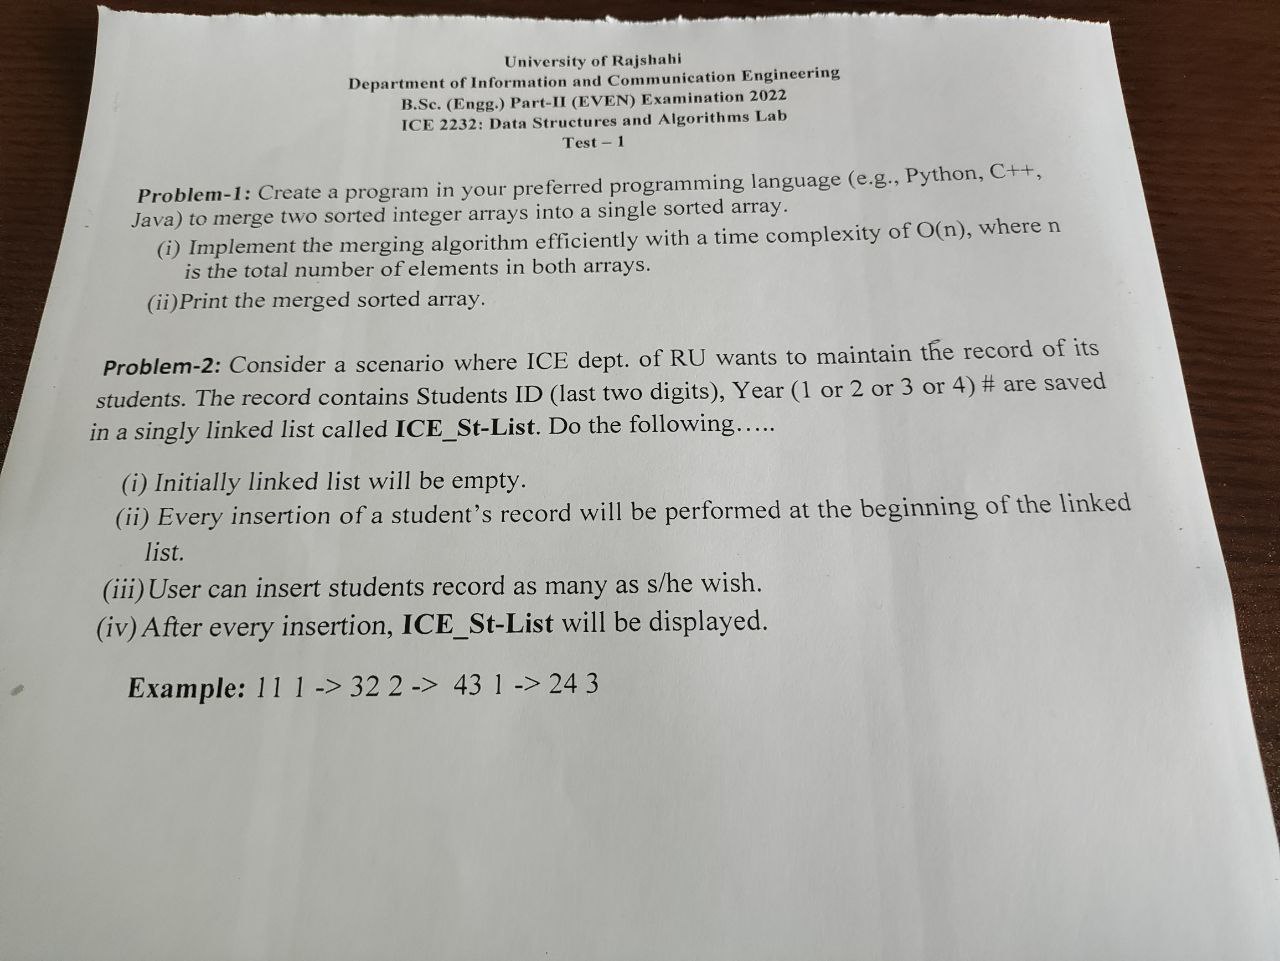 University of Rajshahi
Department of Information and Communication Engineering
B.Sc. (Engg.) Part-II (EVEN) Examination 2022
ICE 2232: Data Structures and Algorithms Lab
Test – 1
Problem-1: Create a program in your preferred programming language (e.g., Python, C++,
Java) to merge two sorted integer arrays into a single sorted array.
(i) Implement the merging algorithm efficiently with a time complexity of O(n), where n
is the total number of elements in both arrays.
(ii)Print the merged sorted array.
Problem-2: Consider a scenario where ICE dept. of RU wants to maintain the record of its
students. The record contains Students ID (last two digits), Year (1 or 2 or 3 or 4) # are saved
in a singly linked list called ICE_St-List. Do the following…..
(i) Initially linked list will be empty.
(ii) Every insertion of a student’s record will be performed at the beginning of the linked
list.
(iii) User can insert students record as many as s/he wish.
(iv) After every insertion, ICE_St-List will be displayed.
Example: 11 1 -> 32 2 -> 43 1 -> 24 3